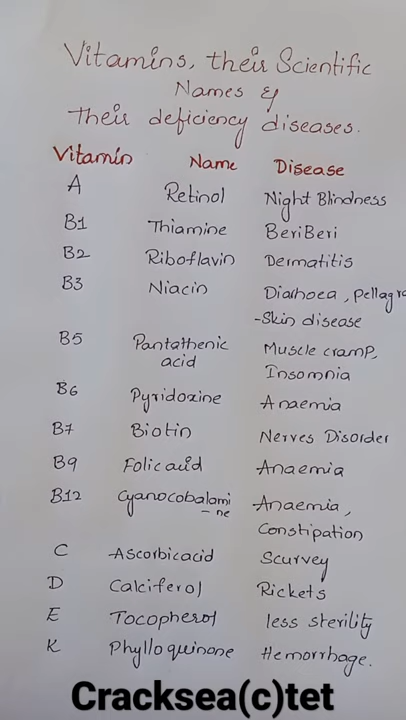 Vitamins, their Scientific
Names &
Their deficiency diseases.
Vitamin Name Disease
A Retinol Night Blindness
B1 Thiamine BeriBeri
B2 Riboflavin Dermatitis
B3 Niacin Diarhoea, pellagra
-Skin disease
B5 Pantathenic acid Muscle cramp,
Insomnia
B6 Pyridoxine Anaemia
B7 Biotin Nerves Disorder
B9 Folic acid Anaemia
B12 Cyanocobalami-ne Anaemia,
Constipation
C Ascorbicacid Scurvey
D Calciferol Rickets
E Tocopherol less sterility
K Phylloquinone Hemorrhage.
Cracksea(c)tet